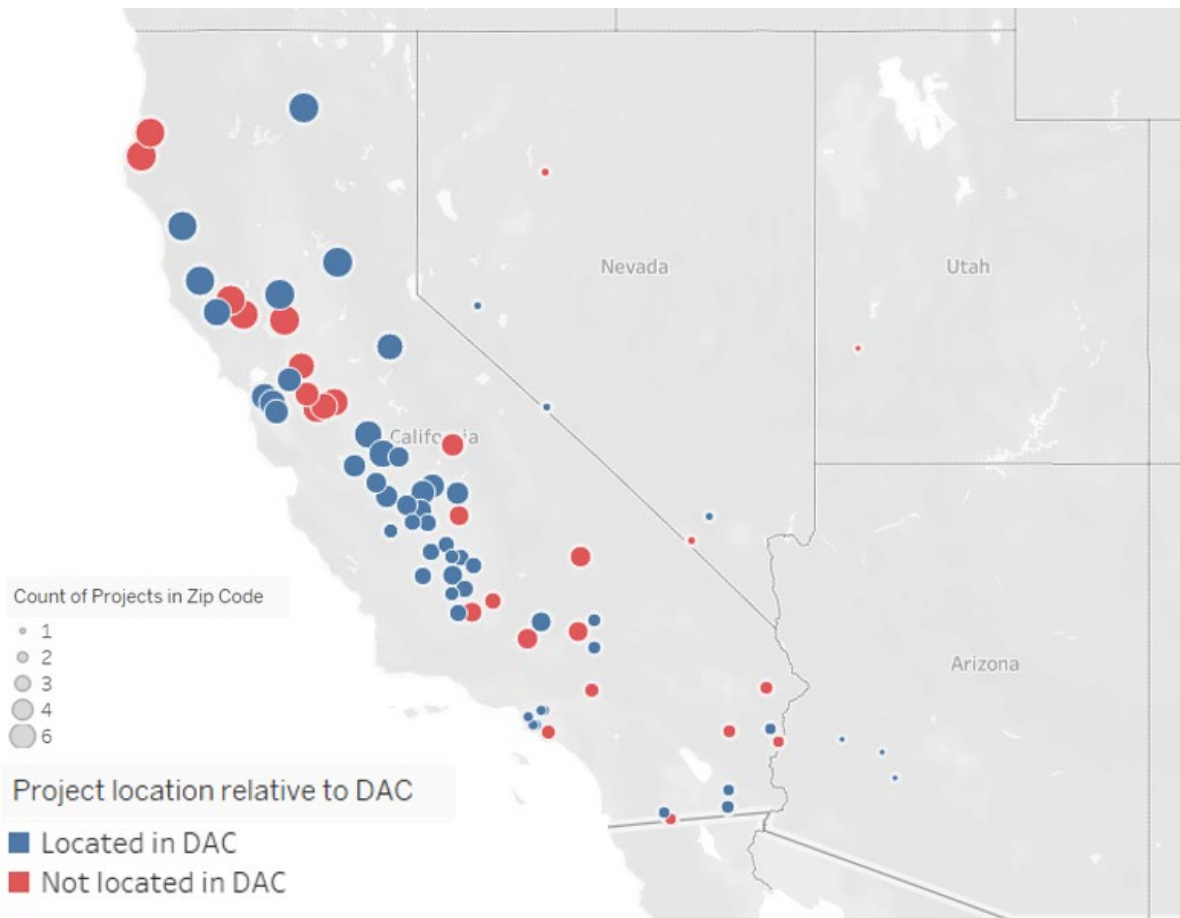 Nevada
Utah
California
Arizona
Count of Projects in Zip Code
1
2
3
4
6
Project location relative to DAC
Located in DAC
Not located in DAC